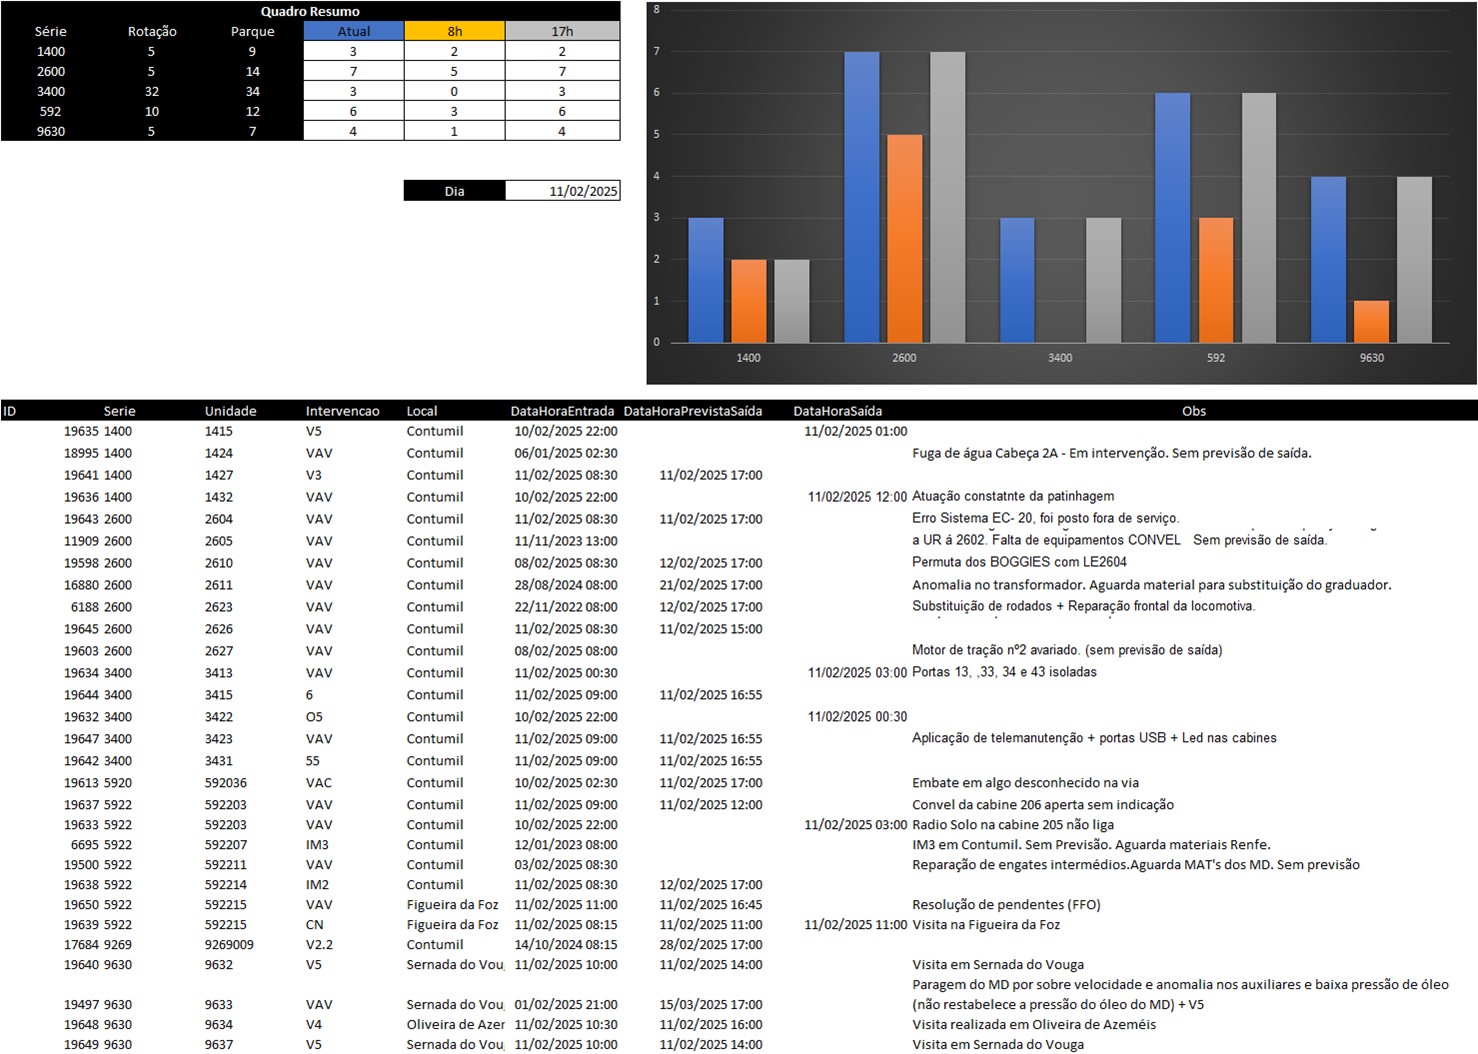 Quadro Resumo
Série Rotação Parque Atual 8h 17h
1400 5 9 3 2 2
2600 5 14 7 5 7
3400 32 34 3 0 3
592 10 12 6 3 6
9630 5 7 4 1 4
Dia 11/02/2025
8
7
6
5
4
3
2
1
0
1400 2600 3400 592 9630
ID Serie Unidade Intervencao Local DataHoraEntrada DataHoraPrevistaSaída DataHoraSaída Obs
19635 1400 1415 V5 Contumil 10/02/2025 22:00 11/02/2025 01:00
18995 1400 1424 VAV Contumil 06/01/2025 02:30 Fuga de água Cabeça 2A - Em intervenção. Sem previsão de saída.
19641 1400 1427 V3 Contumil 11/02/2025 08:30 11/02/2025 17:00
19636 1400 1432 VAV Contumil 10/02/2025 22:00 11/02/2025 12:00 Atuação constatnte da patinhagem
19643 2600 2604 VAV Contumil 11/02/2025 08:30 11/02/2025 17:00 Erro Sistema EC- 20, foi posto fora de serviço.
11909 2600 2605 VAV Contumil 11/11/2023 13:00 a UR á 2602. Falta de equipamentos CONVEL Sem previsão de saída.
19598 2600 2610 VAV Contumil 08/02/2025 08:30 12/02/2025 17:00 Permuta dos BOGGIES com LE2604
16880 2600 2611 VAV Contumil 28/08/2024 08:00 21/02/2025 17:00 Anomalia no transformador. Aguarda material para substituição do graduador.
6188 2600 2623 VAV Contumil 22/11/2022 08:00 12/02/2025 17:00 Substituição de rodados + Reparação frontal da locomotiva.
19645 2600 2626 VAV Contumil 11/02/2025 08:30 11/02/2025 15:00
19603 2600 2627 VAV Contumil 08/02/2025 08:00 Motor de tração nº2 avariado. (sem previsão de saída)
19634 3400 3413 VAV Contumil 11/02/2025 00:30 11/02/2025 03:00 Portas 13, ,33, 34 e 43 isoladas
19644 3400 3415 6 Contumil 11/02/2025 09:00 11/02/2025 16:55
19632 3400 3422 O5 Contumil 10/02/2025 22:00 11/02/2025 00:30
19647 3400 3423 VAV Contumil 11/02/2025 09:00 11/02/2025 16:55 Aplicação de telemanutenção + portas USB + Led nas cabines
19642 3400 3431 55 Contumil 11/02/2025 09:00 11/02/2025 16:55
19613 5920 592036 VAC Contumil 10/02/2025 02:30 11/02/2025 17:00 Embate em algo desconhecido na via
19637 5922 592203 VAV Contumil 11/02/2025 09:00 11/02/2025 12:00 Convel da cabine 206 aperta sem indicação
19633 5922 592203 VAV Contumil 10/02/2025 22:00 11/02/2025 03:00 Radio Solo na cabine 205 não liga
6695 5922 592207 IM3 Contumil 12/01/2023 08:00 IM3 em Contumil. Sem Previsão. Aguarda materiais Renfe.
19500 5922 592211 VAV Contumil 03/02/2025 08:30 Reparação de engates intermédios.Aguarda MAT's dos MD. Sem previsão
19638 5922 592214 IM2 Contumil 11/02/2025 08:30 12/02/2025 17:00
19650 5922 592215 VAV Figueira da Foz 11/02/2025 11:00 11/02/2025 16:45 Resolução de pendentes (FFO)
19639 5922 592215 CN Figueira da Foz 11/02/2025 08:15 11/02/2025 11:00 11/02/2025 11:00 Visita na Figueira da Foz
17684 9269 9269009 V2.2 Contumil 14/10/2024 08:15 28/02/2025 17:00
19640 9630 9632 V5 Sernada do Vou 11/02/2025 10:00 11/02/2025 14:00 Visita em Sernada do Vouga
Paragem do MD por sobre velocidade e anomalia nos auxiliares e baixa pressão de óleo
19497 9630 9633 VAV Sernada do Vou 01/02/2025 21:00 15/03/2025 17:00 (não restabelece a pressão do óleo do MD) + V5
19648 9630 9634 V4 Oliveira de Azer 11/02/2025 10:30 11/02/2025 16:00 Visita realizada em Oliveira de Azeméis
19649 9630 9637 V5 Sernada do Vou 11/02/2025 10:00 11/02/2025 14:00 Visita em Sernada do Vouga